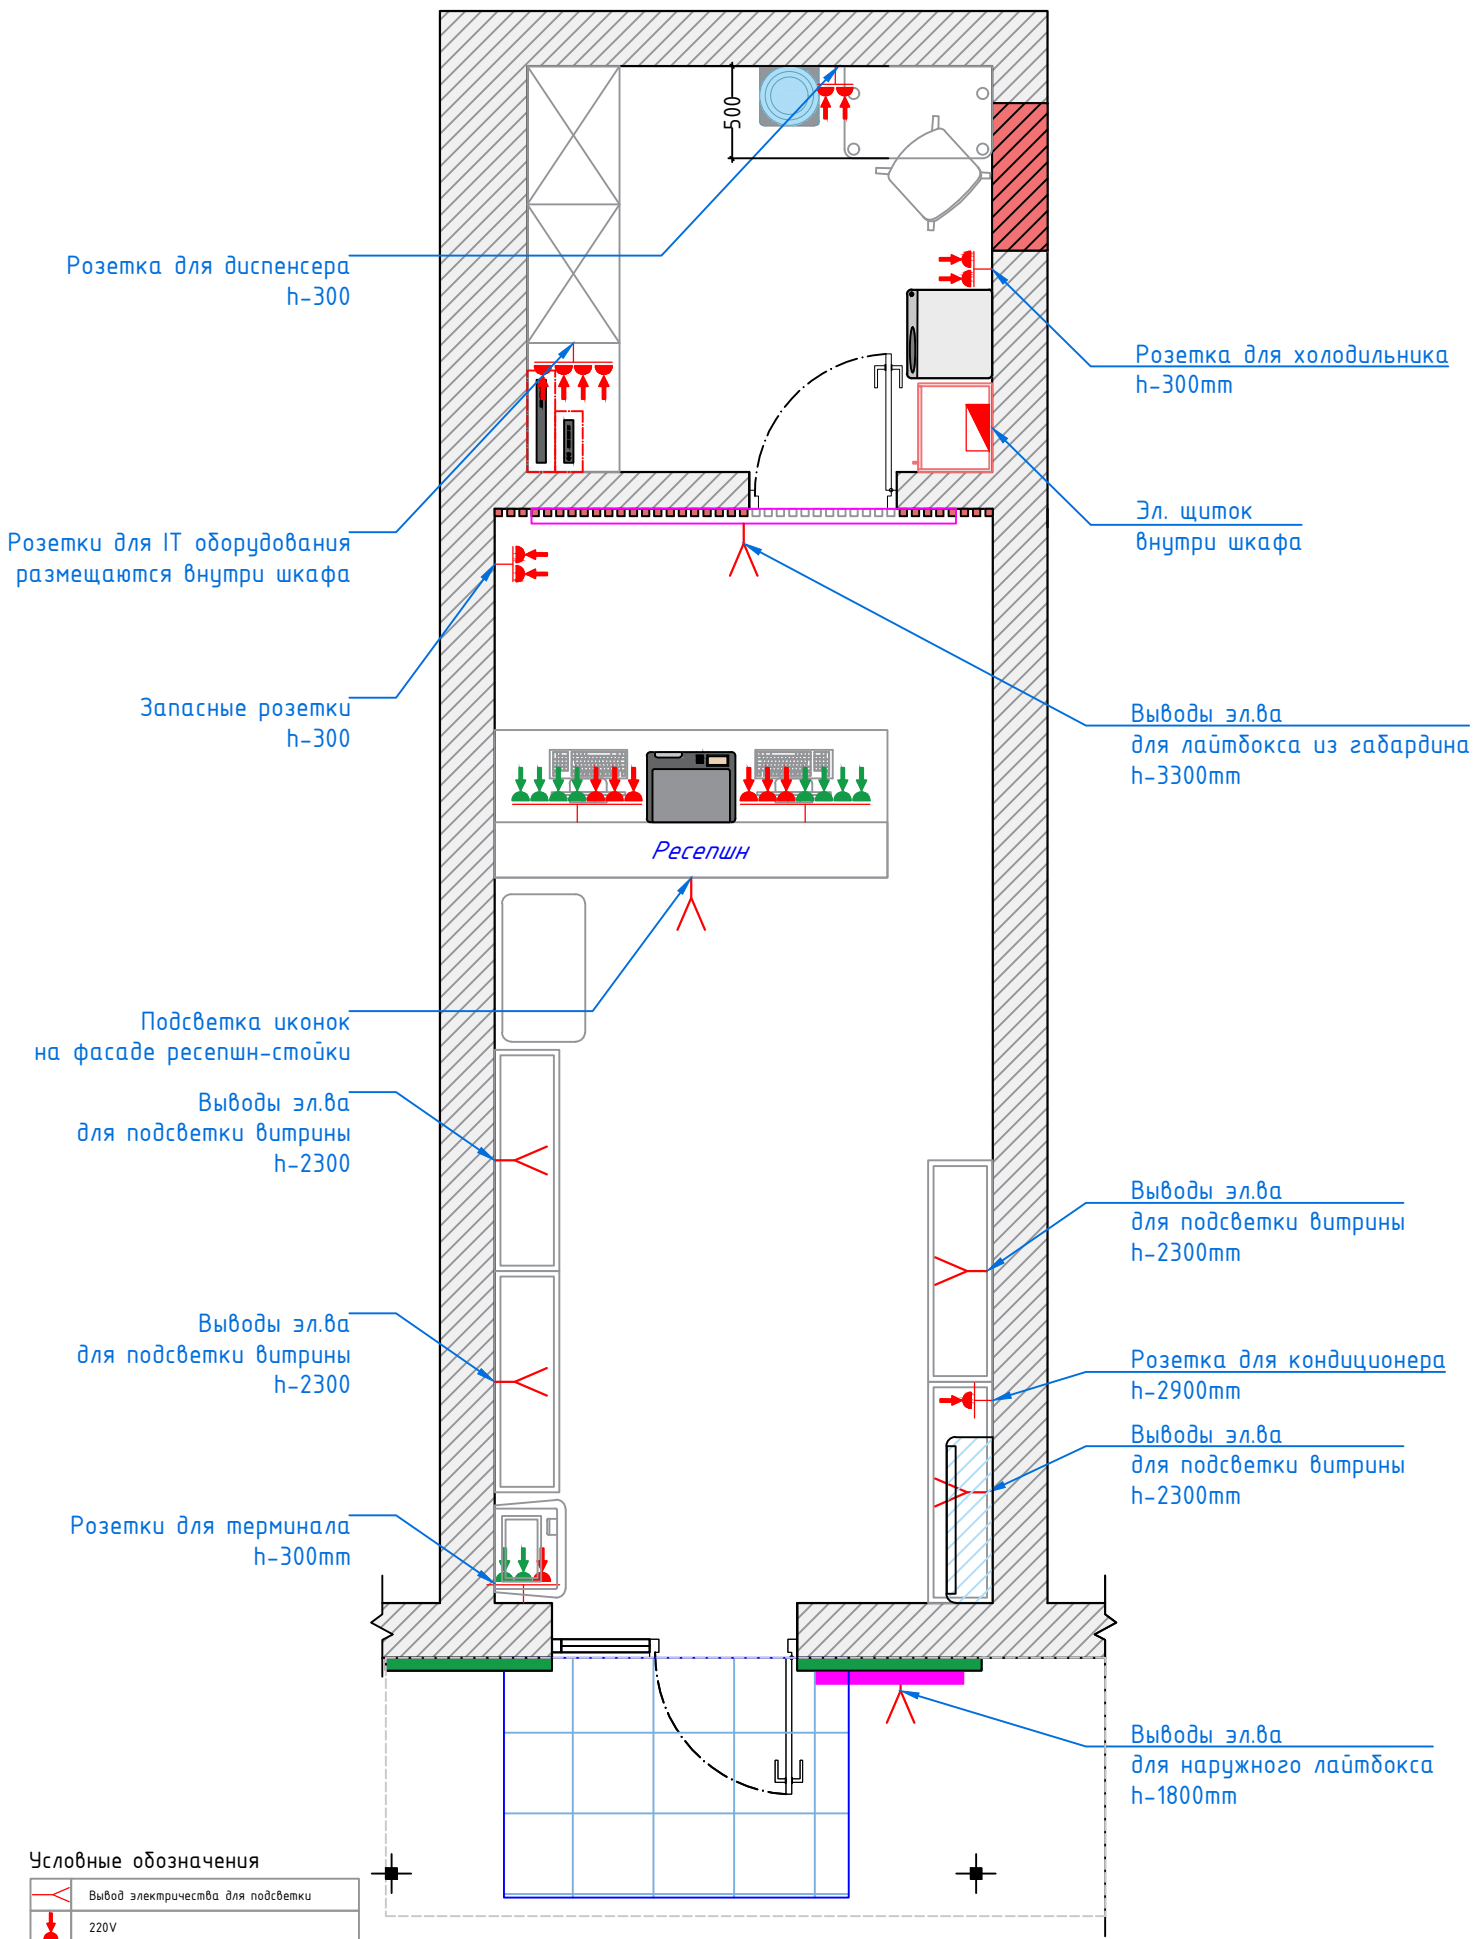 500
Розетка для диспенсера
h-300
Розетка для холодильника
h-300mm
Розетки для IT оборудования
размещаются внутри шкафа
Эл. щиток
внутри шкафа
Запасные розетки
h-300
Выводы эл.ва
для лайтбокса из габардина
h-3300mm
Ресепшн
Подсветка иконок
на фасаде ресепшн-стойки
Выводы эл.ва
для подсветки витрины
h-2300
Выводы эл.ва
для подсветки витрины
h-2300mm
Выводы эл.ва
для подсветки витрины
h-2300
Розетка для кондиционера
h-2900mm
Выводы эл.ва
для подсветки витрины
h-2300mm
Розетки для терминала
h-300mm
Выводы эл.ва
для наружного лайтбокса
h-1800mm
Условные обозначения
Вывод электричества для подсветки
220V